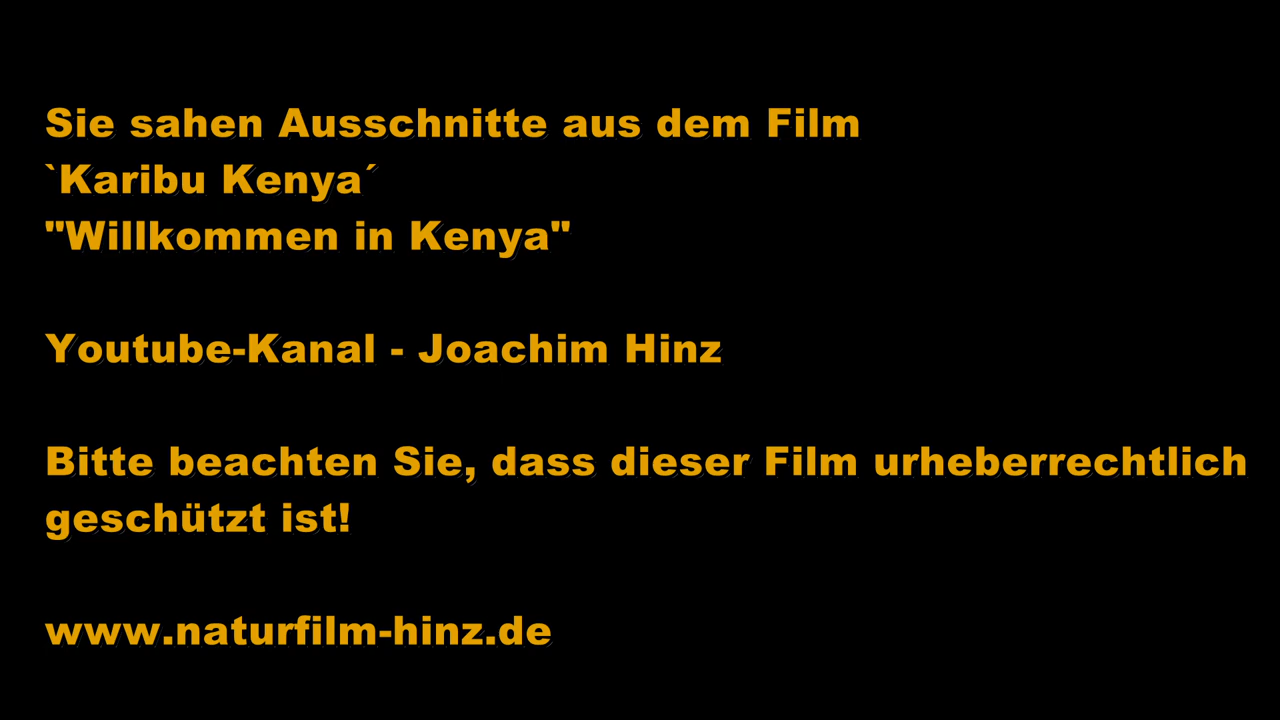 Sie sahen Ausschnitte aus dem Film
`Karibu Kenya´
"Willkommen in Kenya"
Youtube-Kanal - Joachim Hinz
Bitte beachten Sie, dass dieser Film urheberrechtlich
geschützt ist!
www.naturfilm-hinz.de